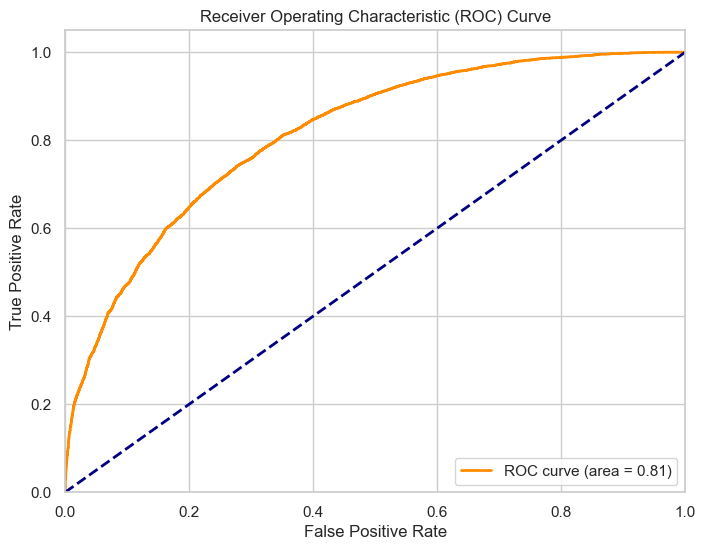 Receiver Operating Characteristic (ROC) Curve
True Positive Rate
1.0
0.8
0.6
0.4
0.2
0.0
ROC curve (area = 0.81)
0.0 0.2 0.4 0.6 0.8 1.0
False Positive Rate